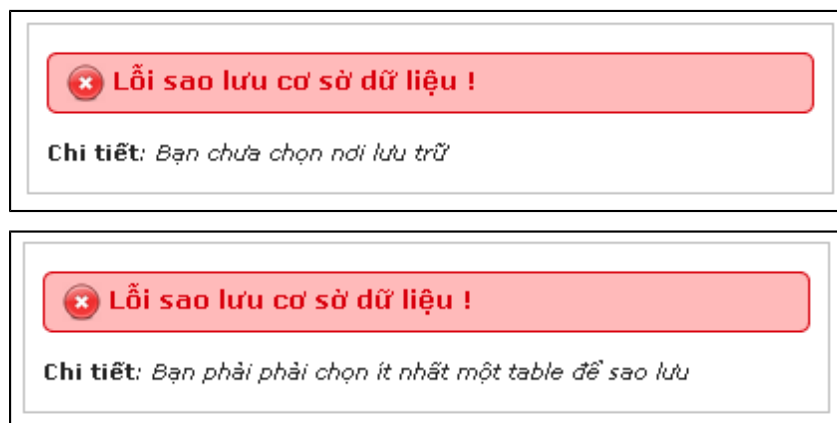 Lỗi sao lưu cơ sở dữ liệu !
Chi tiết: Bạn chưa chọn nơi lưu trữ
Lỗi sao lưu cơ sở dữ liệu !
Chi tiết: Bạn phải phải chọn ít nhất một table để sao lưu